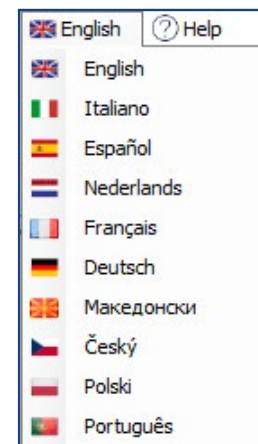 English Help
English
Italiano
Español
Nederlands
Français
Deutsch
Македонски
Český
Polski
Português